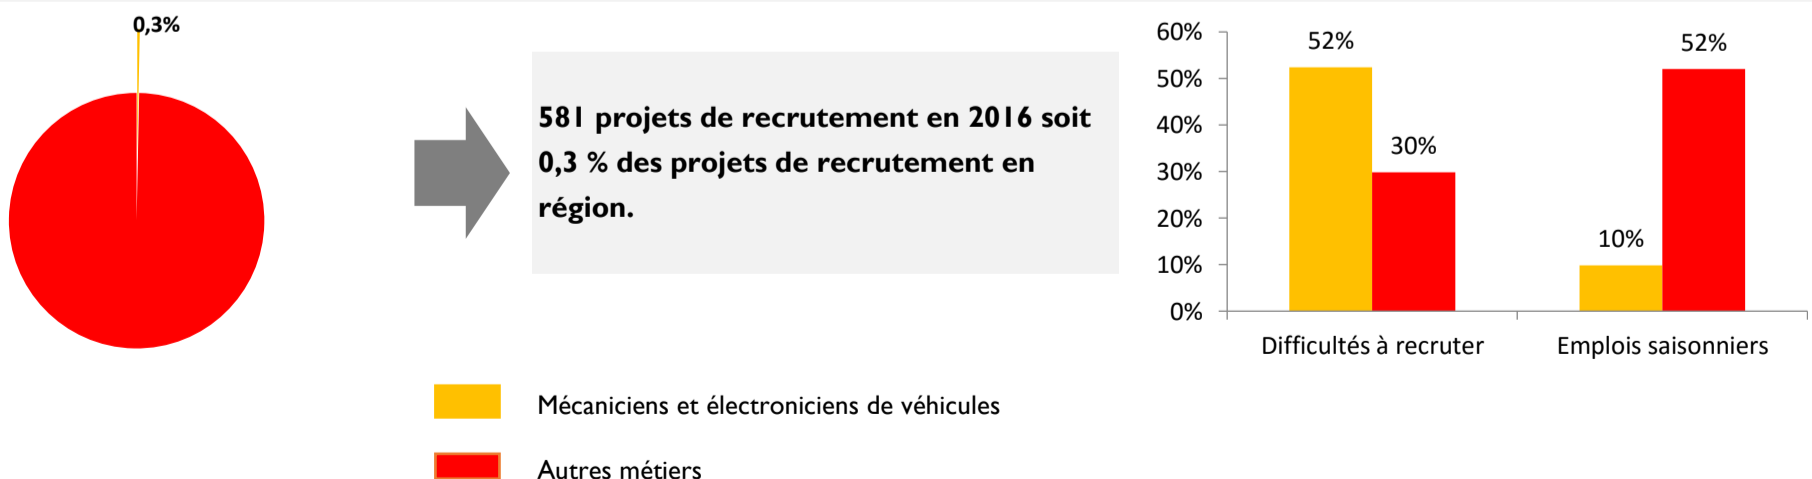 0,3%
581 projets de recrutement en 2016 soit
0,3 % des projets de recrutement en
région.
60%
50%
40%
30%
20%
10%
0%
52%
30%
10%
52%
Difficultés à recruter
Emplois saisonniers
Mécaniciens et électroniciens de véhicules
Autres métiers